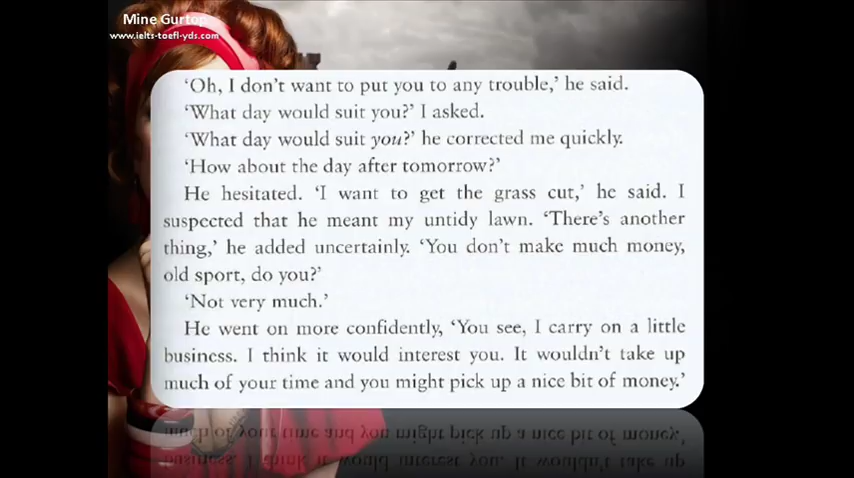 Mine Gurtop
www.ielts-toefl-yds.com
‘Oh, I don’t want to put you to any trouble,’ he said.
‘What day would suit you?’ I asked.
‘What day would suit you?’ he corrected me quickly.
‘How about the day after tomorrow?’
He hesitated. ‘I want to get the grass cut,’ he said. I
suspected that he meant my untidy lawn. ‘There’s another
thing,’ he added uncertainly. ‘You don’t make much money,
old sport, do you?’
‘Not very much.’
He went on more confidently, ‘You see, I carry on a little
business. I think it would interest you. It wouldn’t take up
much of your time and you might pick up a nice bit of money.’